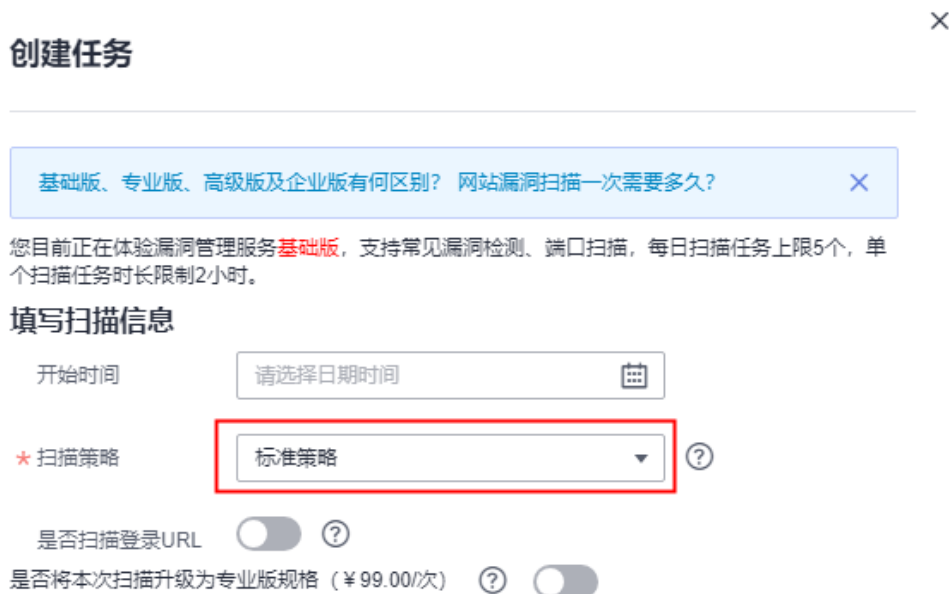 创建任务
基础版、专业版、高级版及企业版有何区别? 网站漏洞扫描一次需要多久?
您目前正在体验漏洞管理服务基础版，支持常见漏洞检测、端口扫描，每日扫描任务上限5个，单
个扫描任务时长限制2小时。
填写扫描信息
开始时间 请选择日期时间
* 扫描策略 标准策略
是否扫描登录URL
是否将本次扫描升级为专业版规格（￥99.00/次）